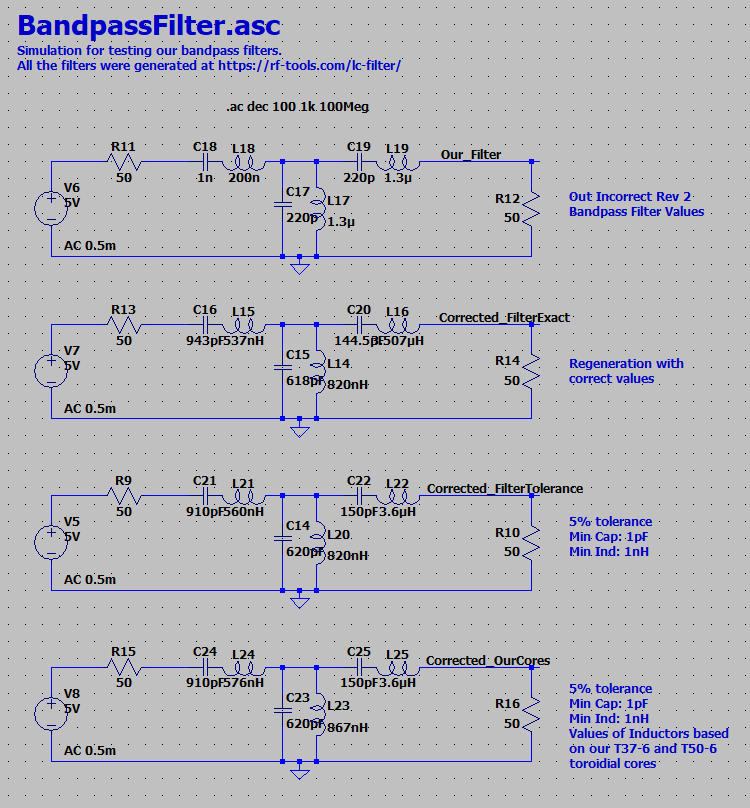 BandpassFilter.asc
Simulation for testing our bandpass filters.
All the filters were generated at https://rf-tools.com/lc-filter/
.ac dec 100 1k 100Meg
R11
50
C18
1n
L18
200n
C19
220p
L19
1.3µ
Our_Filter
V6
5V
AC 0.5m
C17
220p
L17
1.3µ
R12
50
Out Incorrect Rev 2
Bandpass Filter Values
R13
50
C16
943pF
L15
537nH
C20
144.5pF
L16
3.507µH
Corrected_FilterExact
V7
5V
AC 0.5m
C15
618pF
L14
820nH
R14
50
Regeneration with
correct values
R9
50
C21
910pF
L21
560nH
C22
150pF
L22
3.6µH
Corrected_FilterTolerance
V5
5V
AC 0.5m
C14
620pF
L20
820nH
R10
50
5% tolerance
Min Cap: 1pF
Min Ind: 1nH
R15
50
C24
910pF
L24
576nH
C25
150pF
L25
3.6µH
Corrected_OurCores
V8
5V
AC 0.5m
C23
620pF
L23
867nH
R16
50
5% tolerance
Min Cap: 1pF
Min Ind: 1nH
Values of Inductors based
on our T37-6 and T50-6
toroidial cores